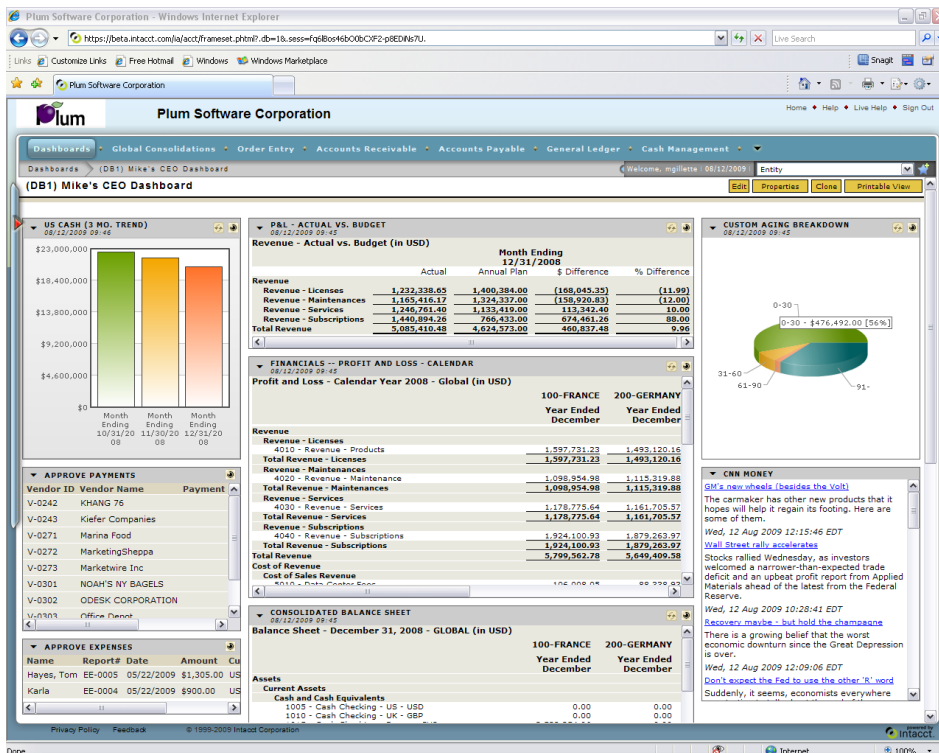 Plum Software Corporation - Windows Internet Explorer
https://beta.intacct.com/ia/acct/frameset.phtml?.db=1&.sess=fq6lBos46bO0bCXF2-p8EDiNs7U.
Live Search
Links Customize Links Free Hotmail Windows Windows Marketplace
Snagit
Plum Software Corporation
Plum
Plum Software Corporation
Home Help Live Help Sign Out
Dashboards Global Consolidations Order Entry Accounts Receivable Accounts Payable General Ledger Cash Management
Dashboards (DB1) Mike's CEO Dashboard
Welcome, mgillette 08/12/2009 Entity
(DB1) Mike's CEO Dashboard
Edit Properties Clone Printable View
US CASH (3 MO. TREND)
08/12/2009 09:46
$23,000,000
$18,400,000
$13,800,000
$9,200,000
$4,600,000
$0
Month Month Month
Ending Ending Ending
10/31/20 11/30/20 12/31/20
08 08 08
APPROVE PAYMENTS
Vendor ID Vendor Name Payment
V-0242 KHANG 76
V-0243 Kiefer Companies
V-0271 Marina Food
V-0272 MarketingSheppa
V-0273 Marketwire Inc
V-0301 NOAH'S NY BAGELS
V-0302 ODESK CORPORATION
V-0303 Office Depot
APPROVE EXPENSES
Name Report# Date Amount Cu
Hayes, Tom EE-0005 05/22/2009 $1,305.00 US
Karla EE-0004 05/22/2009 $900.00 US
P&L - ACTUAL VS. BUDGET
08/12/2009 09:45
Revenue - Actual vs. Budget (in USD)
Month Ending
12/31/2008
Actual Annual Plan $ Difference % Difference
Revenue
Revenue - Licenses 1,232,338.65 1,400,384.00 (168,045.35) (11.99)
Revenue - Maintenances 1,165,416.17 1,324,337.00 (158,920.83) (12.00)
Revenue - Services 1,246,761.40 1,133,419.00 113,342.40 10.00
Revenue - Subscriptions 1,440,894.26 766,433.00 674,461.26 88.00
Total Revenue 5,085,410.48 4,624,573.00 460,837.48 9.96
FINANCIALS -- PROFIT AND LOSS - CALENDAR
08/12/2009 09:45
Profit and Loss - Calendar Year 2008 - Global (in USD)
100-FRANCE 200-GERMANY
Year Ended Year Ended
December December
Revenue
Revenue - Licenses
4010 - Revenue - Products 1,597,731.23 1,493,120.16
Total Revenue - Licenses 1,597,731.23 1,493,120.16
Revenue - Maintenances
4020 - Revenue - Maintenance 1,098,954.98 1,115,319.88
Total Revenue - Maintenances 1,098,954.98 1,115,319.88
Revenue - Services
4030 - Revenue - Services 1,178,775.64 1,161,705.57
Total Revenue - Services 1,178,775.64 1,161,705.57
Revenue - Subscriptions
4040 - Revenue - Subscriptions 1,924,100.93 1,879,263.97
Total Revenue - Subscriptions 1,924,100.93 1,879,263.97
Total Revenue 5,799,562.78 5,649,409.58
Cost of Revenue
Cost of Sales Revenue
5010 - Data Center Fees 106,008.05 88,338.93
CONSOLIDATED BALANCE SHEET
08/12/2009 09:45
Balance Sheet - December 31, 2008 - GLOBAL (in USD)
100-FRANCE 200-GERMANY
Year Ended Year Ended
December December
Assets
Current Assets
Cash and Cash Equivalents
1005 - Cash Checking - US - USD 0.00 0.00
1010 - Cash Checking - UK - GBP 0.00 0.00
CUSTOM AGING BREAKDOWN
08/12/2009 09:45
0-30
0-30 - $476,492.00 [56%]
31-60
61-90
91-
CNN MONEY
GM's new wheels (besides the Volt)
The carmaker has other new products that it
hopes will help it regain its footing. Here are
some of them.
Wed, 12 Aug 2009 12:15:46 EDT
Wall Street rally accelerates
Stocks rallied Wednesday, as investors
welcomed a narrower-than-expected trade
deficit and an upbeat profit report from Applied
Materials ahead of the latest from the Federal
Reserve.
Wed, 12 Aug 2009 10:28:41 EDT
Recovery maybe - but hold the champagne
There is a growing belief that the worst
economic downturn since the Great Depression
is over.
Wed, 12 Aug 2009 12:09:06 EDT
Don't expect the Fed to use the other 'R' word
Suddenly, it seems, economists everywhere
Privacy Policy Feedback © 1999-2009 Intacct Corporation
powered by
Intacct.
Done Internet 100%